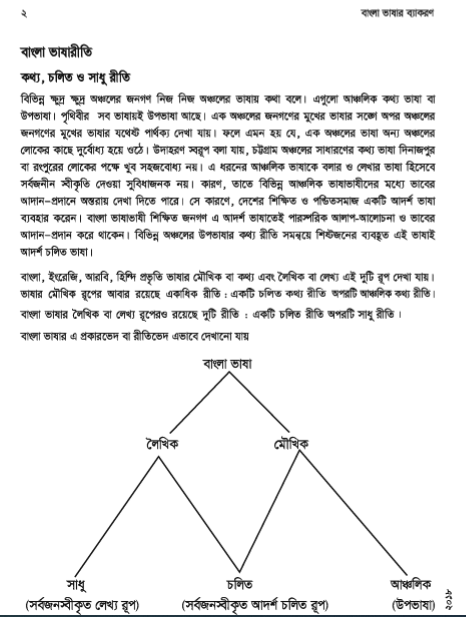 ২
বাংলা ভাষার ব্যাকরণ
বাংলা ভাষারীতি
কথ্য, চলিত ও সাধু রীতি
বিভিন্ন ক্ষুদ্র ক্ষুদ্র অঞ্চলের জনগণ নিজ নিজ অঞ্চলের ভাষায় কথা বলে। এগুলো আঞ্চলিক কথ্য ভাষা বা
উপভাষা। পৃথিবীর সব ভাষায়ই উপভাষা আছে। এক অঞ্চলের জনগণের মুখের ভাষার সঙ্গে অপর অঞ্চলের
জনগণের মুখের ভাষার যথেষ্ট পার্থক্য দেখা যায়। ফলে এমন হয় যে, এক অঞ্চলের ভাষা অন্য অঞ্চলের
লোকের কাছে দুর্বোধ্য হয়ে ওঠে। উদাহরণ স্বরূপ বলা যায়, চট্টগ্রাম অঞ্চলের সাধারণের কথ্য ভাষা দিনাজপুর
বা রংপুরের লোকের পক্ষে খুব সহজবোধ্য নয়। এ ধরনের আঞ্চলিক ভাষাকে বলার ও লেখার ভাষা হিসেবে
সর্বজনীন স্বীকৃতি দেওয়া সুবিধাজনক নয়। কারণ, তাতে বিভিন্ন আঞ্চলিক ভাষাভাষীদের মধ্যে ভাবের
আদান-প্রদানে অন্তরায় দেখা দিতে পারে। সে কারণে, দেশের শিক্ষিত ও পণ্ডিতসমাজ একটি আদর্শ ভাষা
ব্যবহার করেন। বাংলা ভাষাভাষী শিক্ষিত জনগণ এ আদর্শ ভাষাতেই পারস্পরিক আলাপ-আলোচনা ও ভাবের
আদান-প্রদান করে থাকেন। বিভিন্ন অঞ্চলের উপভাষার কথ্য রীতি সমন্বয়ে শিষ্টজনের ব্যবহৃত এই ভাষাই
আদর্শ চলিত ভাষা।
বাংলা, ইংরেজি, আরবি, হিন্দি প্রভৃতি ভাষার মৌখিক বা কথ্য এবং লৈখিক বা লেখ্য এই দুটি রূপ দেখা যায়।
ভাষার মৌখিক রূপের আবার রয়েছে একাধিক রীতি : একটি চলিত কথ্য রীতি অপরটি আঞ্চলিক কথ্য রীতি।
বাংলা ভাষার লৈখিক বা লেখ্য রূপেরও রয়েছে দুটি রীতি : একটি চলিত রীতি অপরটি সাধু রীতি ।
বাংলা ভাষার এ প্রকারভেদ বা রীতিভেদ এভাবে দেখানো যায়
বাংলা ভাষা
লৈখিক মৌখিক
সাধু চলিত আঞ্চলিক
(সর্বজনস্বীকৃত লেখ্য রূপ) (সর্বজনস্বীকৃত আদর্শ চলিত রূপ) (উপভাষা)
২০১৮